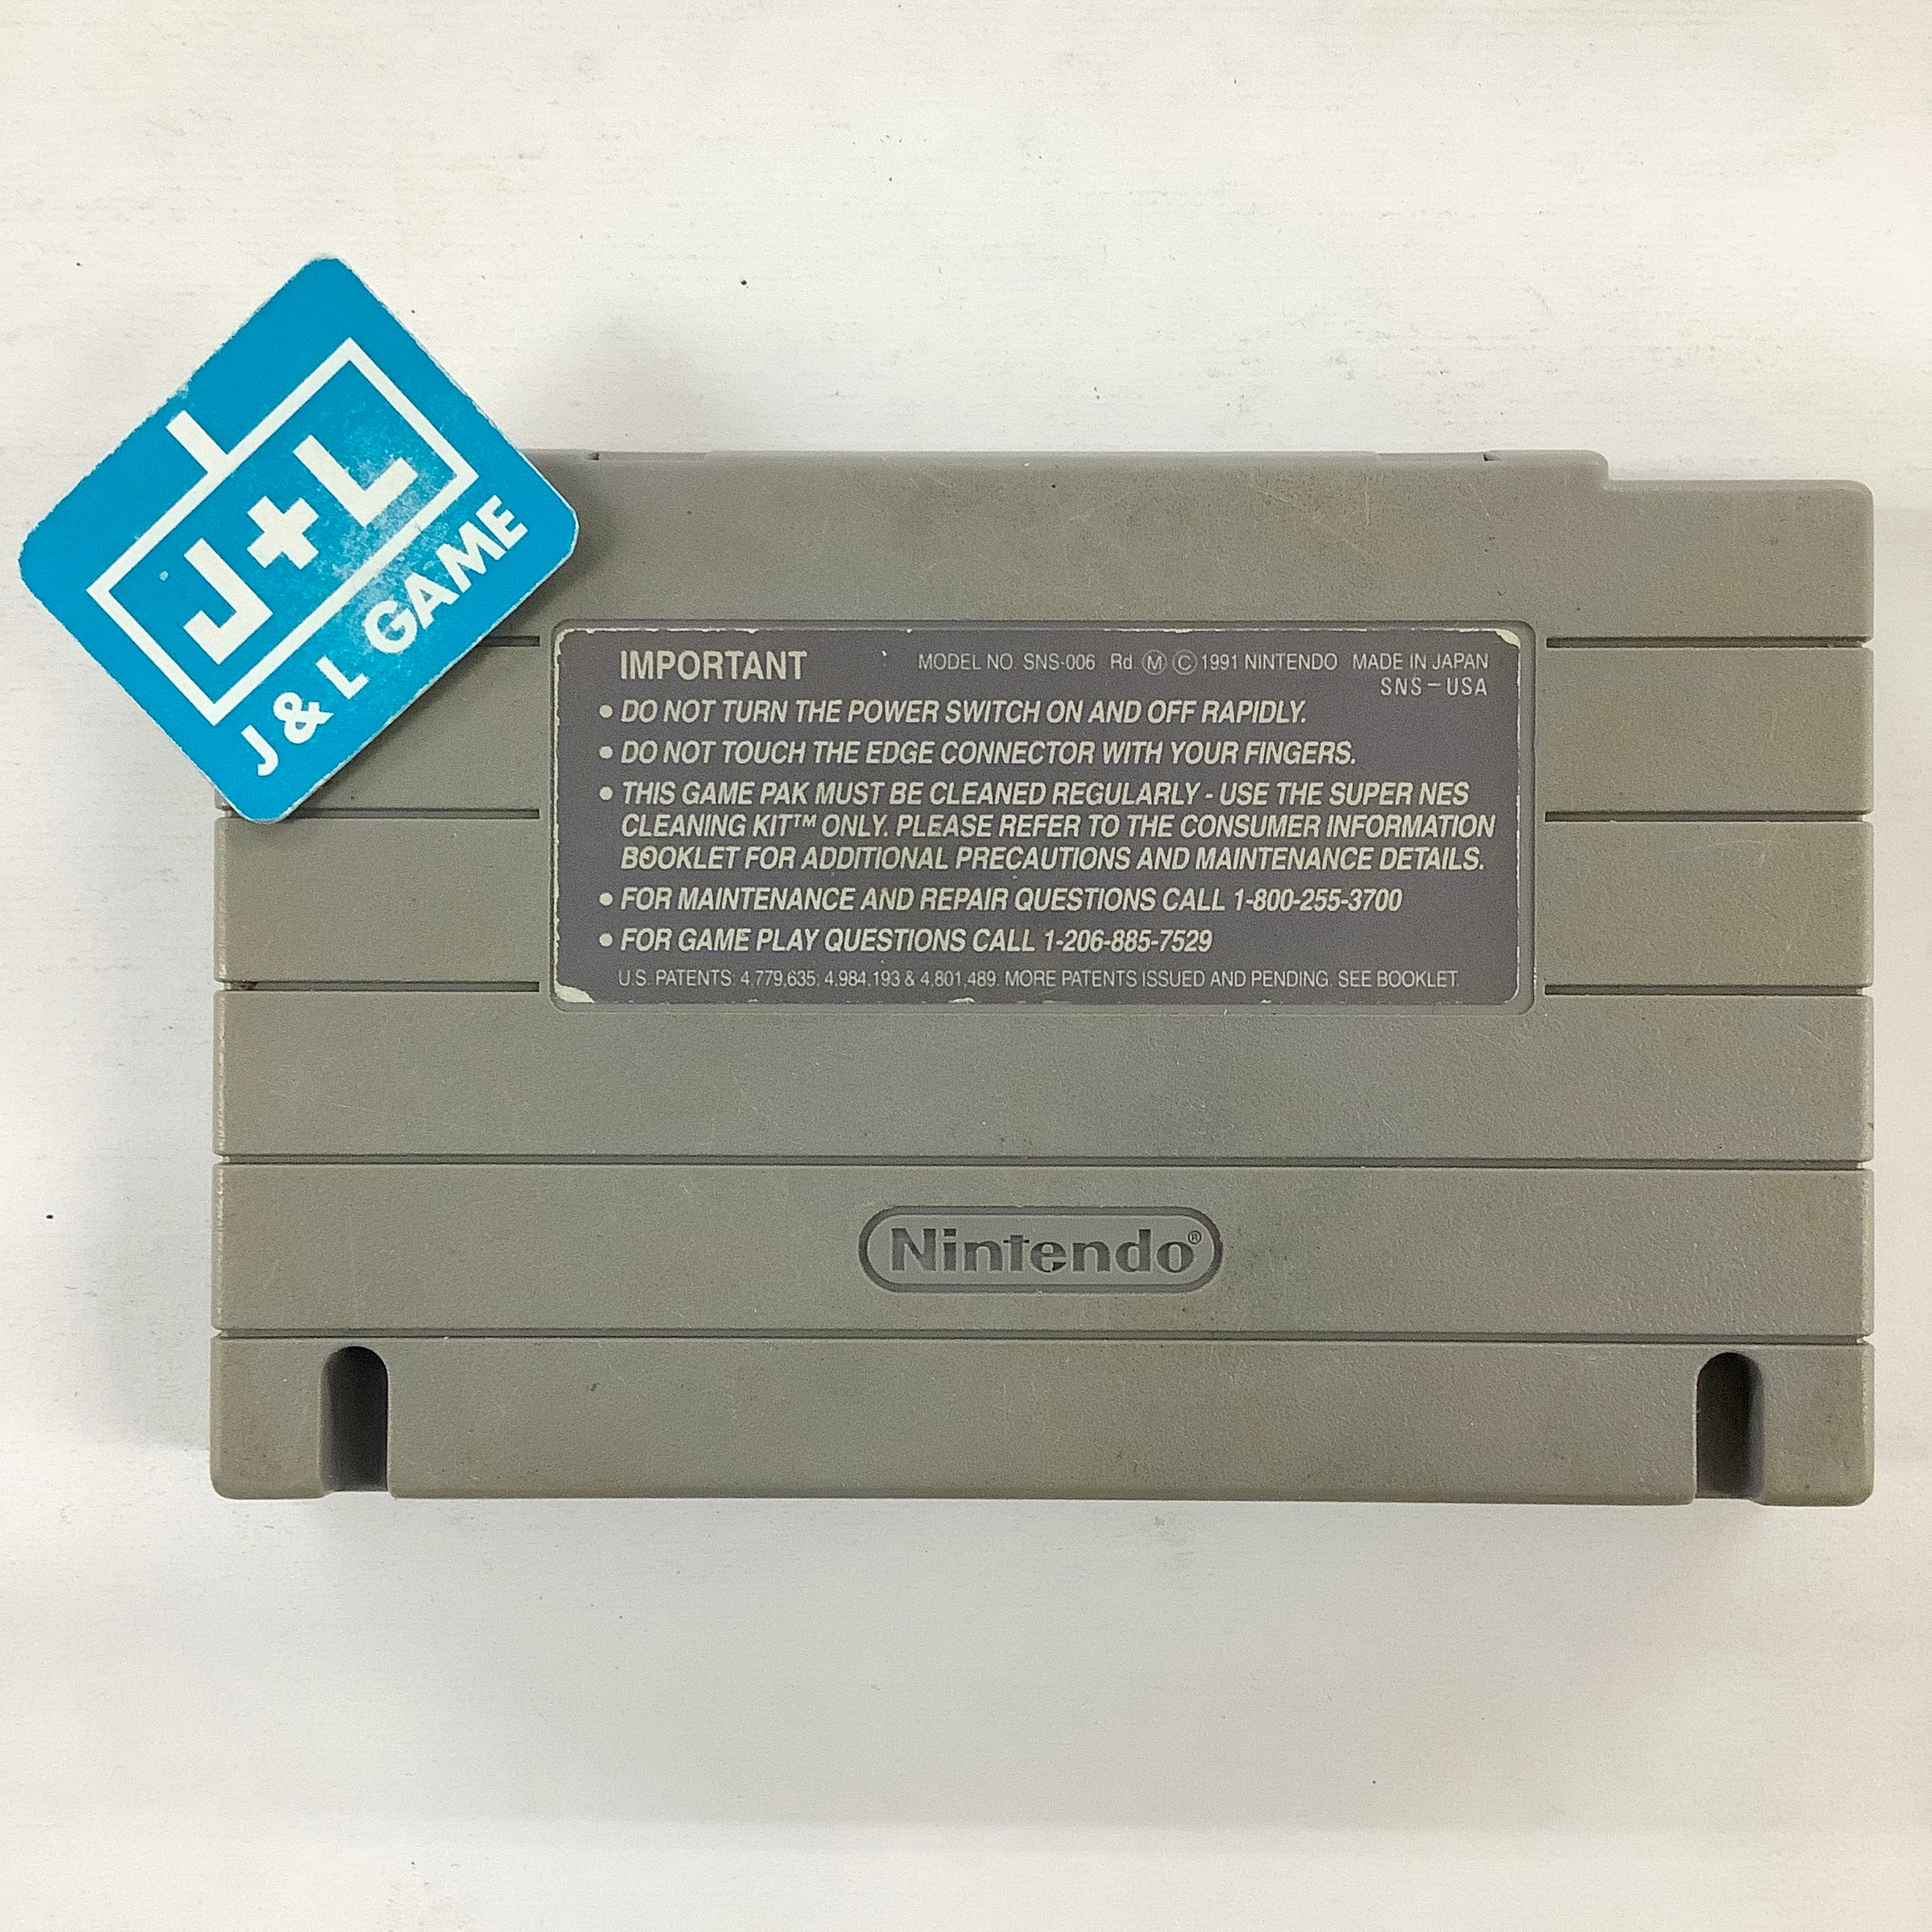 J+L
J & L GAME
IMPORTANT MODEL NO. SNS-006 Rd. Ⓜ Ⓒ 1991 NINTENDO MADE IN JAPAN
SNS-USA
• DO NOT TURN THE POWER SWITCH ON AND OFF RAPIDLY.
• DO NOT TOUCH THE EDGE CONNECTOR WITH YOUR FINGERS.
• THIS GAME PAK MUST BE CLEANED REGULARLY - USE THE SUPER NES
CLEANING KIT™ ONLY. PLEASE REFER TO THE CONSUMER INFORMATION
BOOKLET FOR ADDITIONAL PRECAUTIONS AND MAINTENANCE DETAILS.
• FOR MAINTENANCE AND REPAIR QUESTIONS CALL 1-800-255-3700
• FOR GAME PLAY QUESTIONS CALL 1-206-885-7529
U.S. PATENTS: 4,779,635; 4,984,193 & 4,801,489. MORE PATENTS ISSUED AND PENDING. SEE BOOKLET.
Nintendo®